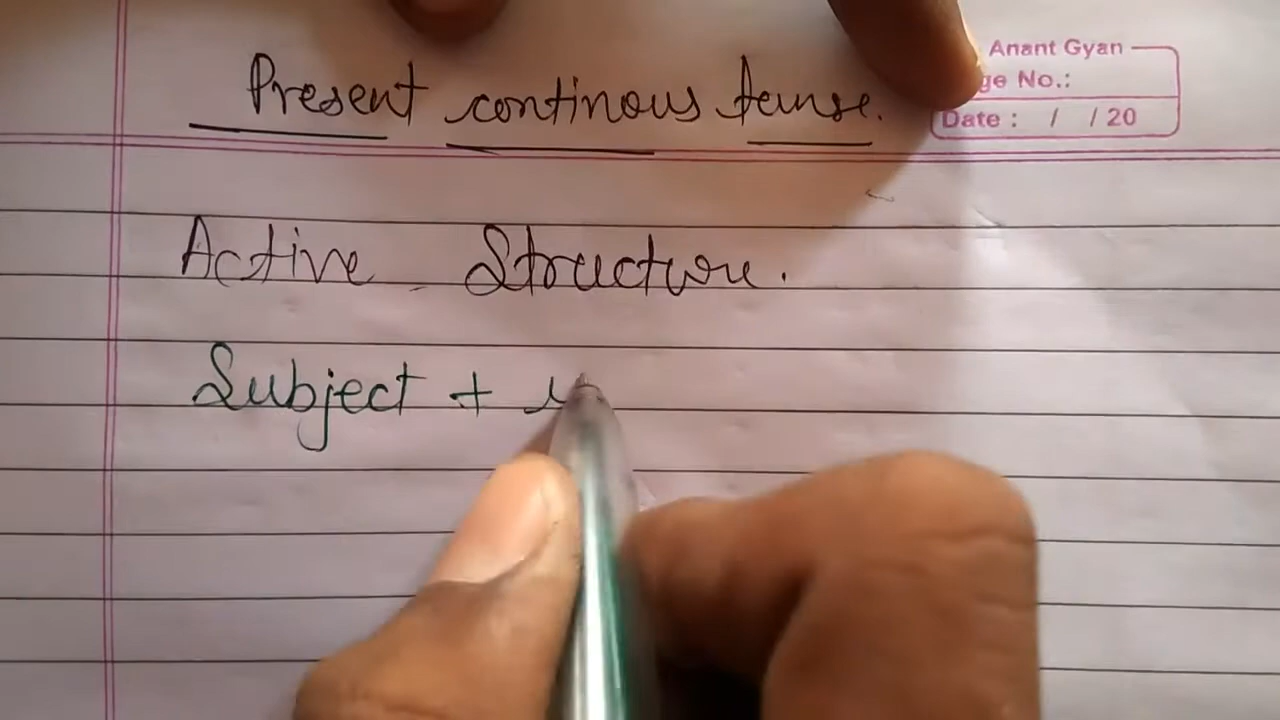 Anant Gyan
Present continous tense.
ge No.:
Date : / / 20
Active Structure.
Subject +